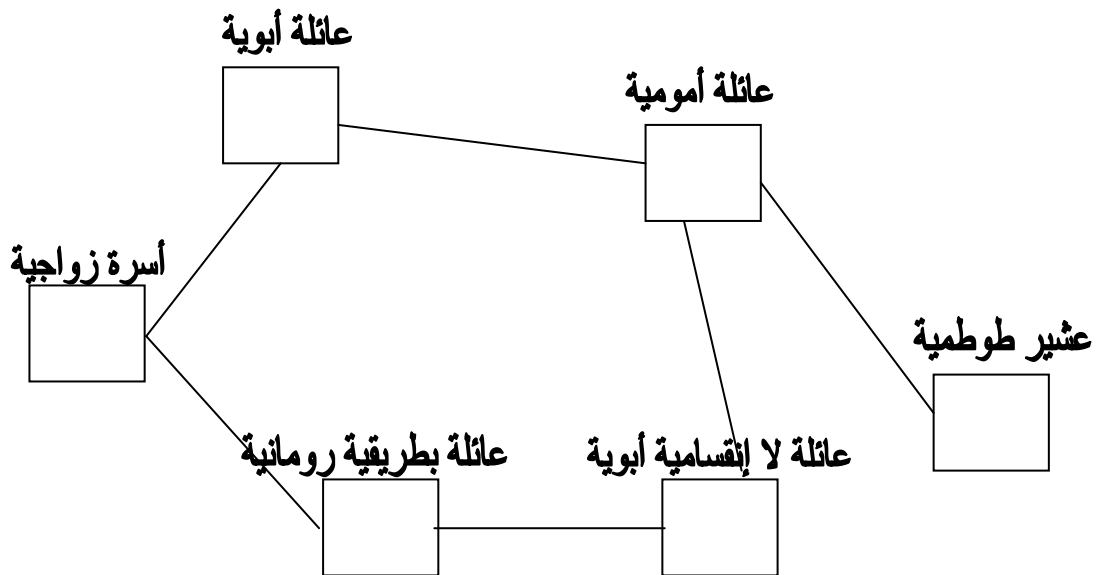 عائلة أبوية
عائلة أمومية
أسرة زواجية
عشير طوطمية
عائلة لا إنقسامية أبوية
عائلة بطريقية رومانية